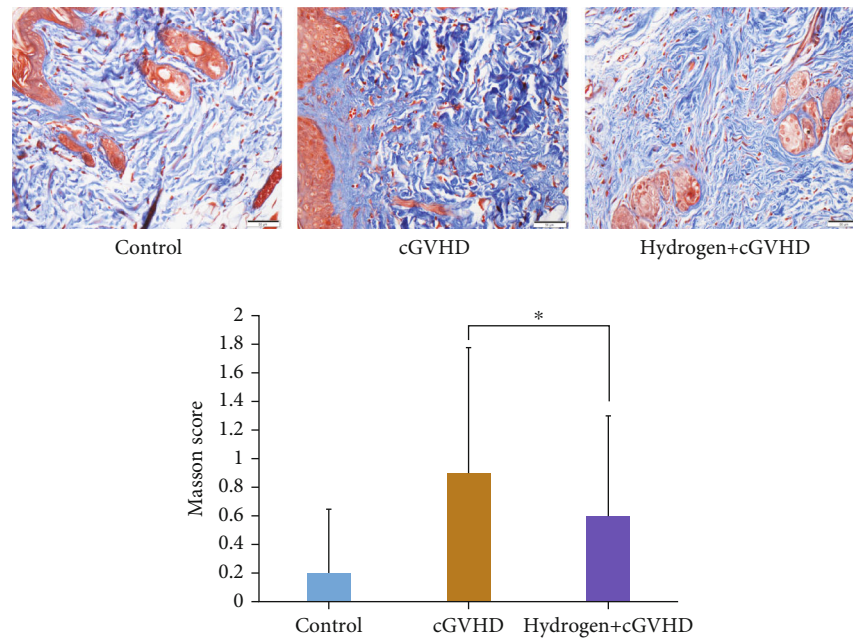 Control
cGVHD
Hydrogen+cGVHD
*
2
1.8
1.6
1.4
1.2
1
0.8
0.6
0.4
0.2
0
Masson score
Control
cGVHD
Hydrogen+cGVHD